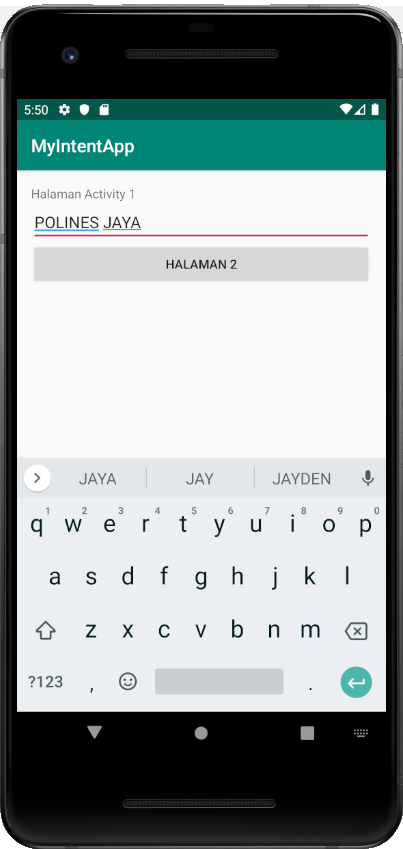 5:50
MyIntentApp
Halaman Activity 1
POLINES JAYA
HALAMAN 2
JAYA JAY JAYDEN
1 2 3 4 5 6 7 8 9 0
q w e r t y u i o p
a s d f g h j k l
z x c v b n m
?123 , .